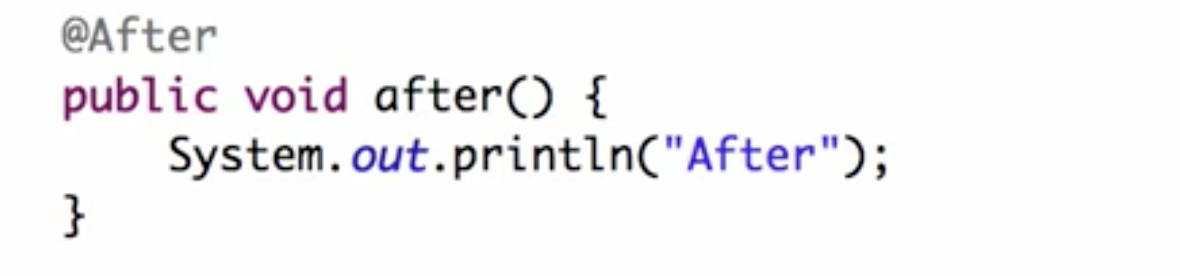 @After
public void after() {
    System.out.println("After");
}